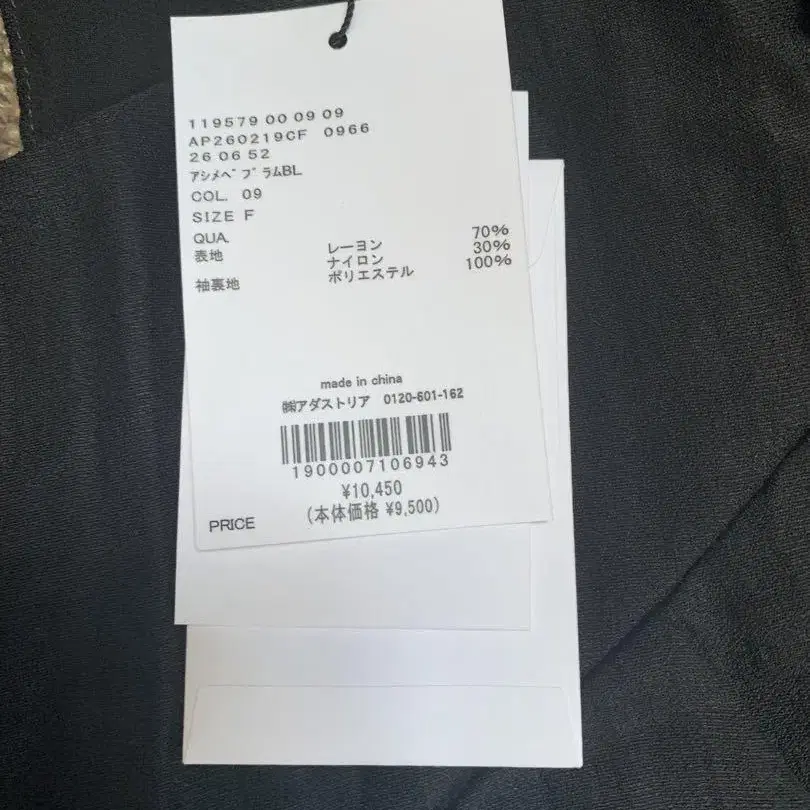 119579 00 09 09
AP260219CF 0966
26 06 52
ｱｼﾒﾍﾟﾌﾟﾗﾑBL
COL. 09
SIZE F
QUA.
表地 レーヨン 70%
ナイロン 30%
袖裏地 ポリエステル 100%
made in china
㈱アダストリア 0120-601-162
1900007106943
¥10,450
PRICE (本体価格 ¥9,500)